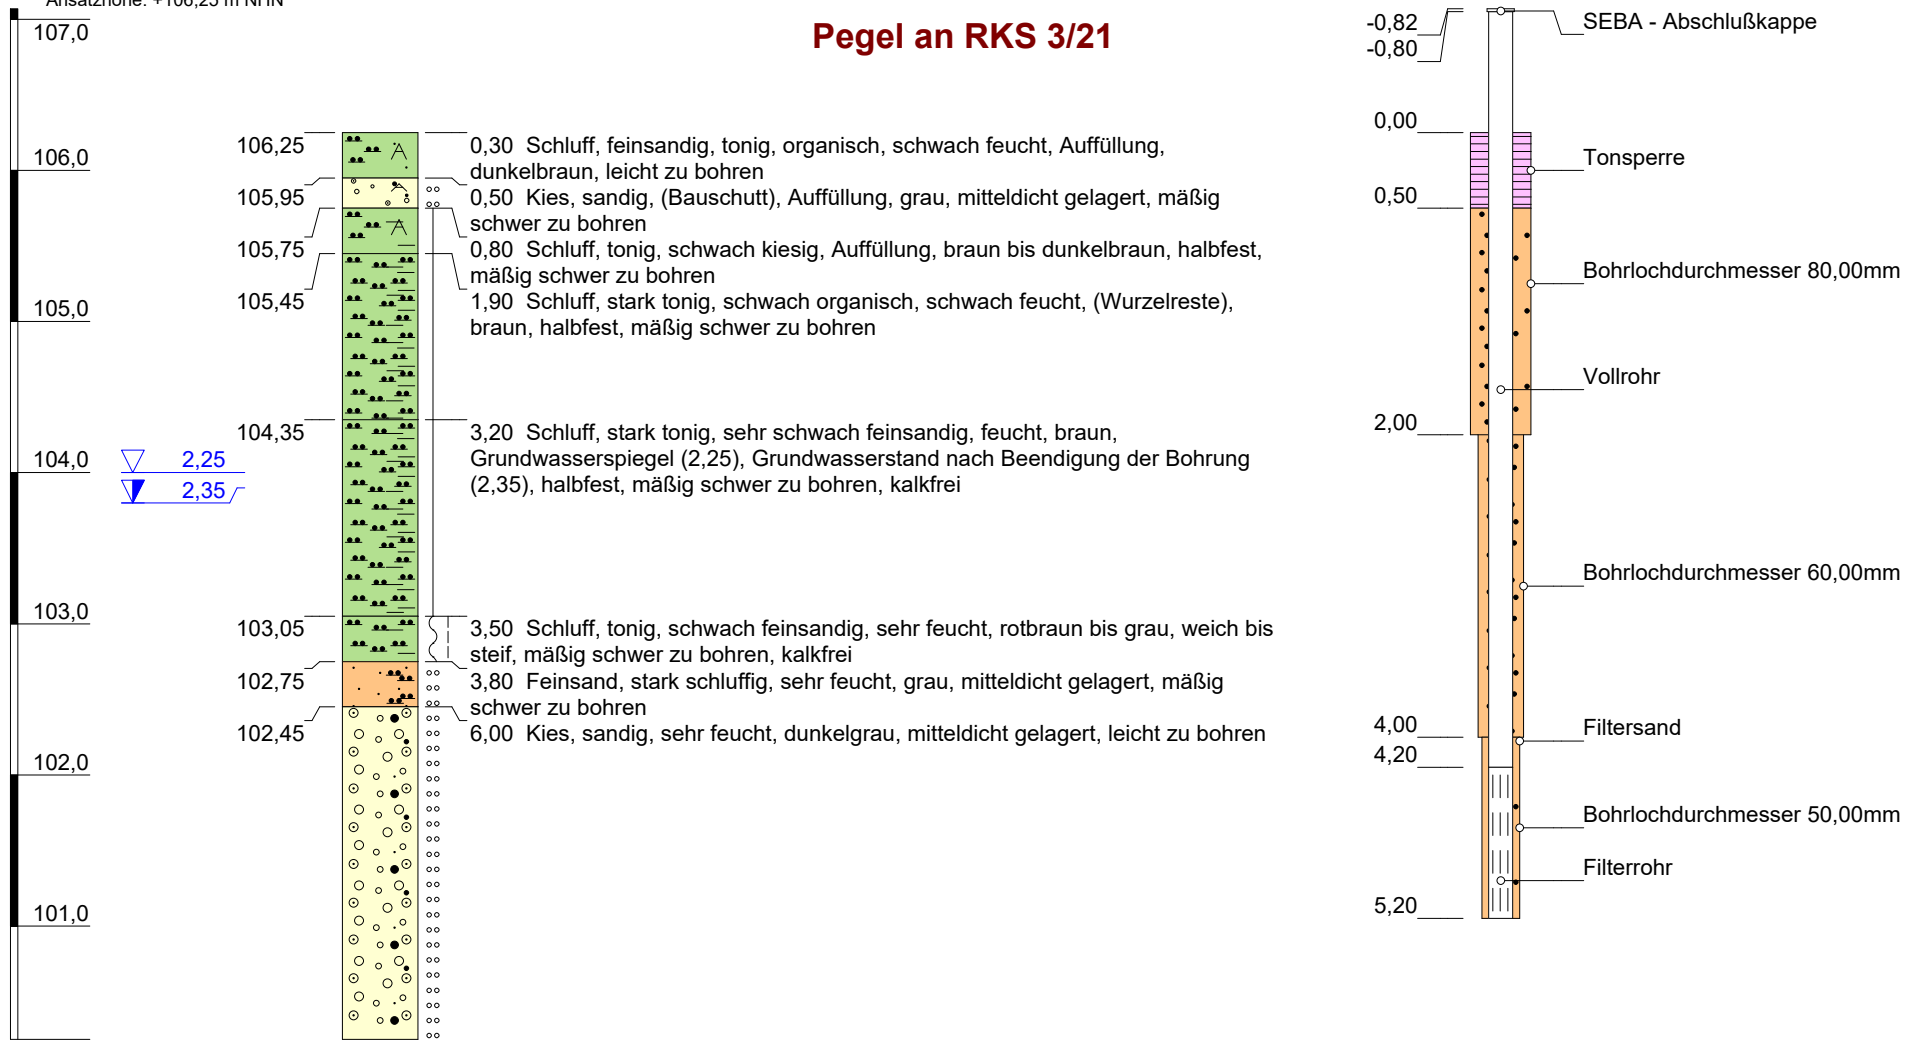 Ansatzhöhe: +106,25 m NHN
Pegel an RKS 3/21
107,0
106,0
105,0
104,0
103,0
102,0
101,0
2,25
2,35
106,25
105,95
105,75
105,45
104,35
103,05
102,75
102,45
0,30 Schluff, feinsandig, tonig, organisch, schwach feucht, Auffüllung,
dunkelbraun, leicht zu bohren
0,50 Kies, sandig, (Bauschutt), Auffüllung, grau, mitteldicht gelagert, mäßig
schwer zu bohren
0,80 Schluff, tonig, schwach kiesig, Auffüllung, braun bis dunkelbraun, halbfest,
mäßig schwer zu bohren
1,90 Schluff, stark tonig, schwach organisch, schwach feucht, (Wurzelreste),
braun, halbfest, mäßig schwer zu bohren
3,20 Schluff, stark tonig, sehr schwach feinsandig, feucht, braun,
Grundwasserspiegel (2,25), Grundwasserstand nach Beendigung der Bohrung
(2,35), halbfest, mäßig schwer zu bohren, kalkfrei
3,50 Schluff, tonig, schwach feinsandig, sehr feucht, rotbraun bis grau, weich bis
steif, mäßig schwer zu bohren, kalkfrei
3,80 Feinsand, stark schluffig, sehr feucht, grau, mitteldicht gelagert, mäßig
schwer zu bohren
6,00 Kies, sandig, sehr feucht, dunkelgrau, mitteldicht gelagert, leicht zu bohren
-0,82
-0,80
0,00
0,50
2,00
4,00
4,20
5,20
SEBA - Abschlußkappe
Tonsperre
Bohrlochdurchmesser 80,00mm
Vollrohr
Bohrlochdurchmesser 60,00mm
Filtersand
Bohrlochdurchmesser 50,00mm
Filterrohr